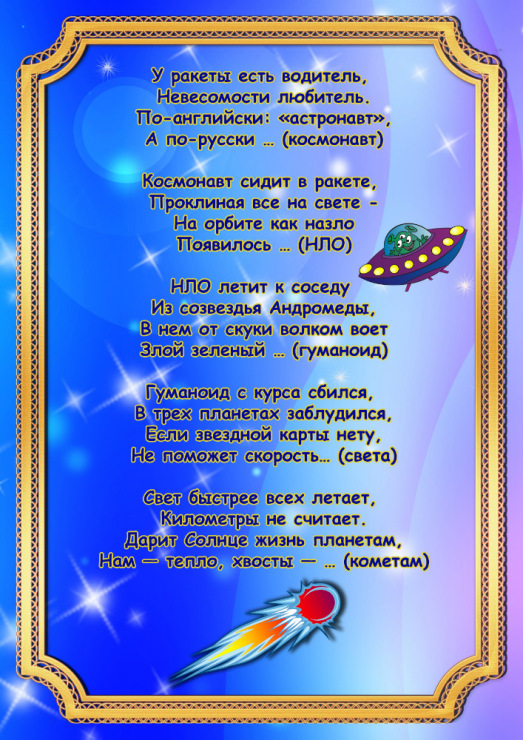 У ракеты есть водитель,
Невесомости любитель.
По-английски: «астронавт»,
А по-русски … (космонавт)
Космонавт сидит в ракете,
Проклиная все на свете -
На орбите как назло
Появилось … (НЛО)
НЛО летит к соседу
Из созвездья Андромеды,
В нем от скуки волком воет
Злой зеленый … (гуманоид)
Гуманоид с курса сбился,
В трех планетах заблудился,
Если звездной карты нету,
Не поможет скорость… (света)
Свет быстрее всех летает,
Километры не считает.
Дарит Солнце жизнь планетам,
Нам — тепло, хвосты — … (кометам)